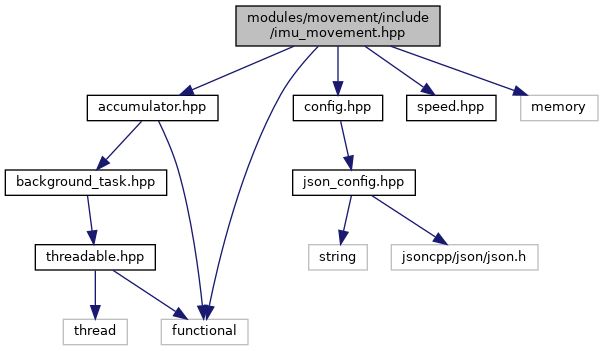 modules/movement/include
/imu_movement.hpp
accumulator.hpp
config.hpp
speed.hpp
memory
background_task.hpp
json_config.hpp
threadable.hpp
string
jsoncpp/json/json.h
thread
functional